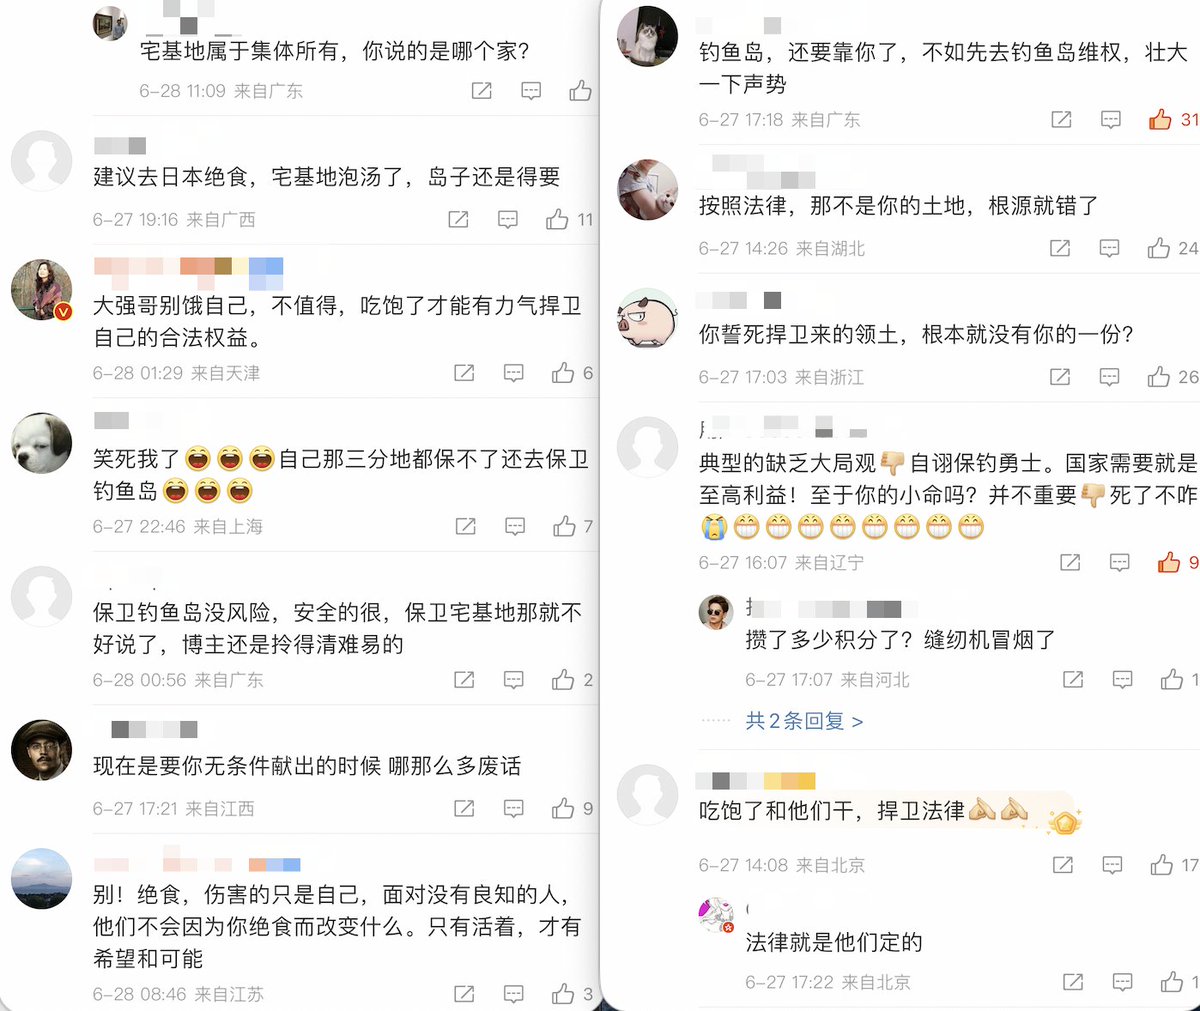 宅基地属于集体所有，你说的是哪个家？
6-28 11:09 来自广东
建议去日本绝食，宅基地泡汤了，岛子还是得要
6-27 19:16 来自广西
11
大强哥别饿自己，不值得，吃饱了才能有力气捍卫
自己的合法权益。
6-28 01:29 来自天津
6
笑死我了😄😄😄自己那三分地都保不了还去保卫
钓鱼岛😄😄😄
6-27 22:46 来自上海
7
保卫钓鱼岛没风险，安全的很，保卫宅基地那就不
好说了，博主还是拎得清难易的
6-28 00:56 来自广东
2
现在是要你无条件献出的时候 哪那么多废话
6-27 17:21 来自江西
9
别！绝食，伤害的只是自己，面对没有良知的人，
他们不会因为你绝食而改变什么。只有活着，才有
希望和可能
6-28 08:46 来自江苏
3
钓鱼岛，还要靠你了，不如先去钓鱼岛维权，壮大
一下声势
6-27 17:18 来自广东
31
按照法律，那不是你的土地，根源就错了
6-27 14:26 来自湖北
24
你誓死捍卫来的领土，根本就没有你的一份？
6-27 17:03 来自浙江
26
典型的缺乏大局观👎自诩保钓勇士。国家需要就是
至高利益！至于你的小命吗？并不重要👎死了不咋
😭😁😁😁😁😁😁😁😁
6-27 16:07 来自辽宁
9
攒了多少积分了？缝纫机冒烟了
6-27 17:07 来自河北
1
共2条回复 >
吃饱了和他们干，捍卫法律
6-27 14:08 来自北京
17
法律就是他们定的
6-27 17:22 来自北京
1